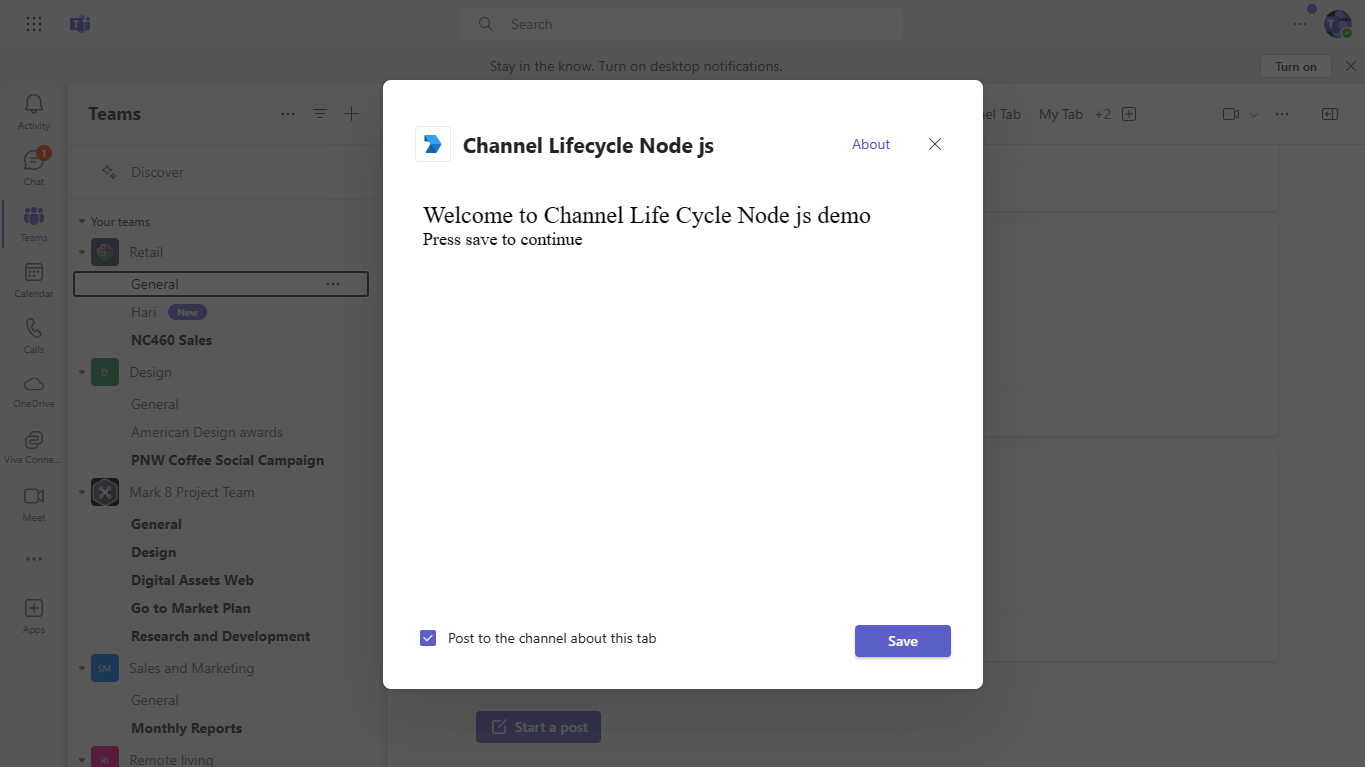 Search
Stay in the know. Turn on desktop notifications.
Turn on
Activity
Chat
1
Teams
Calendar
Calls
OneDrive
Viva Conne...
Meet
Apps
Teams
Discover
Your teams
Retail
General
Hari New
NC460 Sales
D Design
General
American Design awards
PNW Coffee Social Campaign
Mark 8 Project Team
General
Design
Digital Assets Web
Go to Market Plan
Research and Development
SM Sales and Marketing
General
Monthly Reports
RI Remote living
Tab My Tab +2
Channel Lifecycle Node js
About
Welcome to Channel Life Cycle Node js demo
Press save to continue
Post to the channel about this tab
Save
Start a post